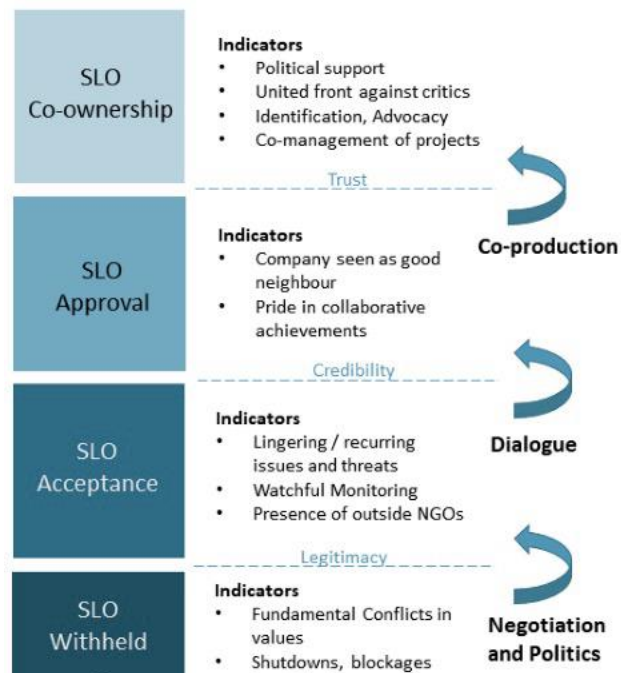 SLO
Co-ownership
Indicators
• Political support
• United front against critics
• Identification, Advocacy
• Co-management of projects
Trust
Co-production
SLO
Approval
Indicators
• Company seen as good
neighbour
• Pride in collaborative
achievements
Credibility
Dialogue
SLO
Acceptance
Indicators
• Lingering / recurring
issues and threats
• Watchful Monitoring
• Presence of outside NGOs
Legitimacy
Negotiation
and Politics
SLO
Withheld
Indicators
• Fundamental Conflicts in
values
• Shutdowns, blockages